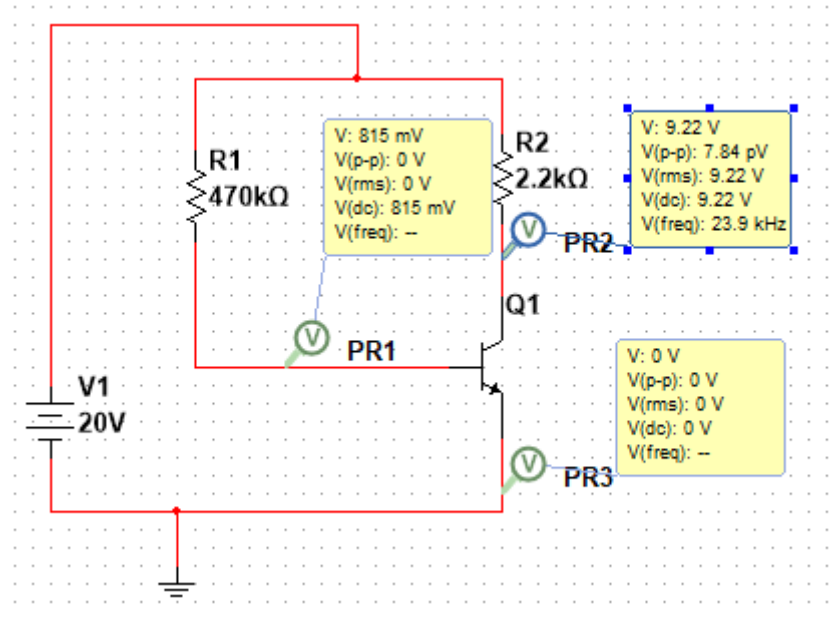 V: 815 mV
V(p-p): 0 V
V(rms): 0 V
V(dc): 815 mV
V(freq): --
R1
470kΩ
R2
2.2kΩ
V: 9.22 V
V(p-p): 7.84 pV
V(rms): 9.22 V
V(dc): 9.22 V
V(freq): 23.9 kHz
V
PR2
Q1
V
PR1
V1
20V
V: 0 V
V(p-p): 0 V
V(rms): 0 V
V(dc): 0 V
V(freq): --
V
PR3